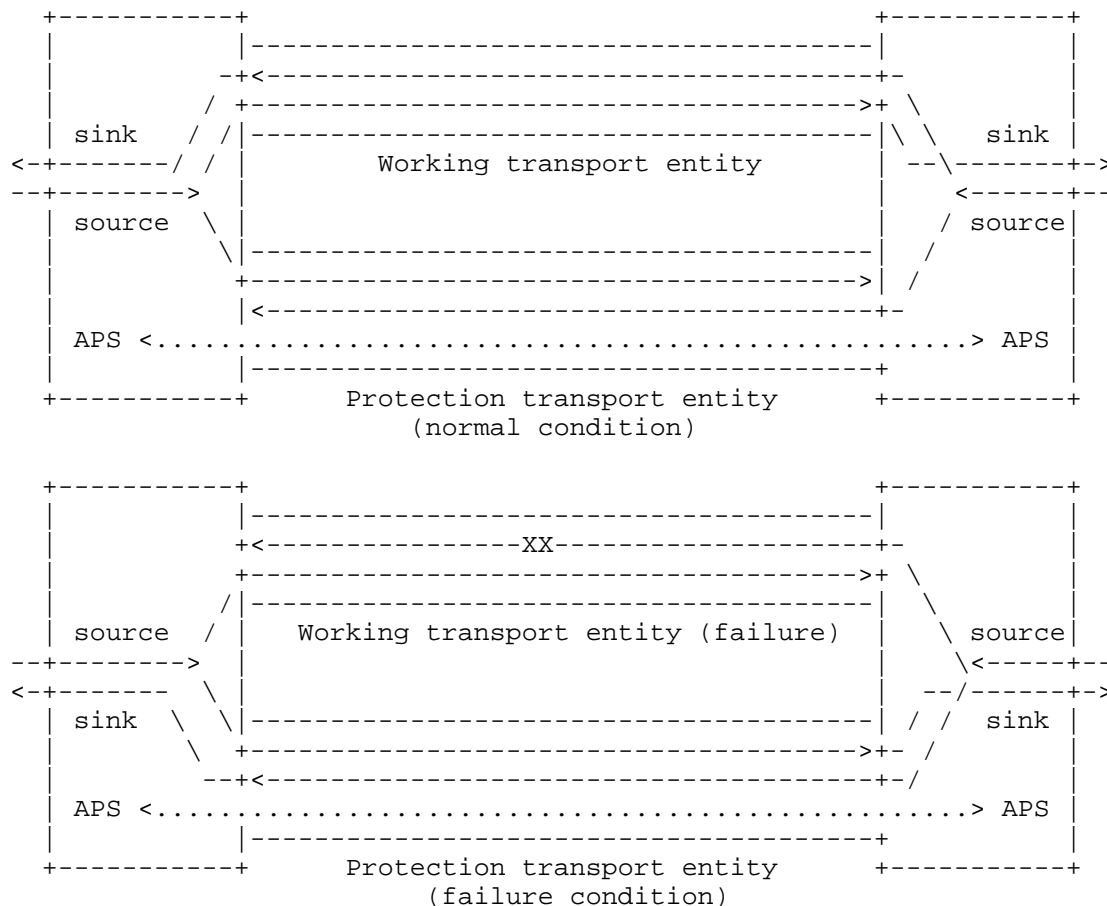 sink
sink
Working transport entity
source
source
APS
APS
Protection transport entity
(normal condition)
XX
source
Working transport entity (failure)
source
sink
sink
APS
APS
Protection transport entity
(failure condition)